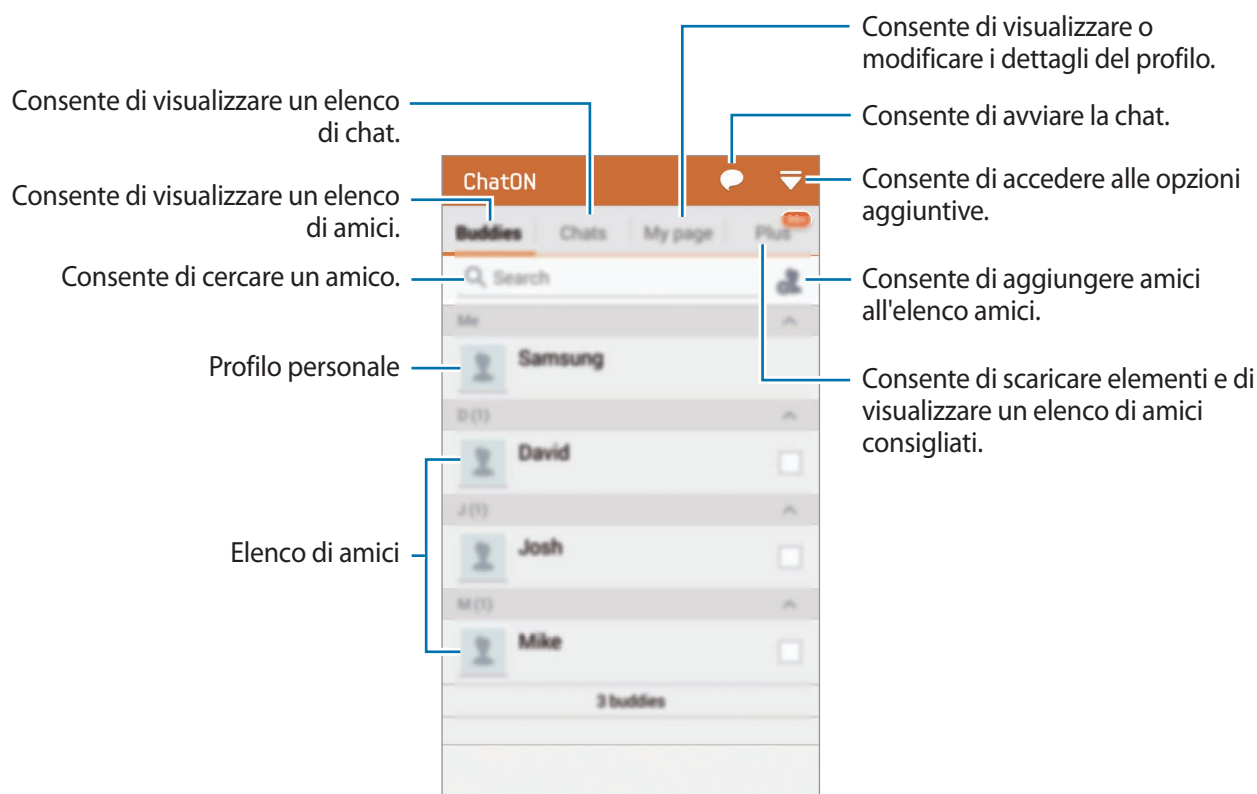 Consente di visualizzare o
modificare i dettagli del profilo.
Consente di visualizzare un elenco
di chat.
Consente di avviare la chat.
Consente di visualizzare un elenco
di amici.
Consente di accedere alle opzioni
aggiuntive.
Consente di cercare un amico.
Consente di aggiungere amici
all'elenco amici.
Profilo personale
Consente di scaricare elementi e di
visualizzare un elenco di amici
consigliati.
Elenco di amici
ChatON
Buddies Chats My page Plus
Search
Me
Samsung
D (1)
David
J (1)
Josh
M (1)
Mike
3 buddies